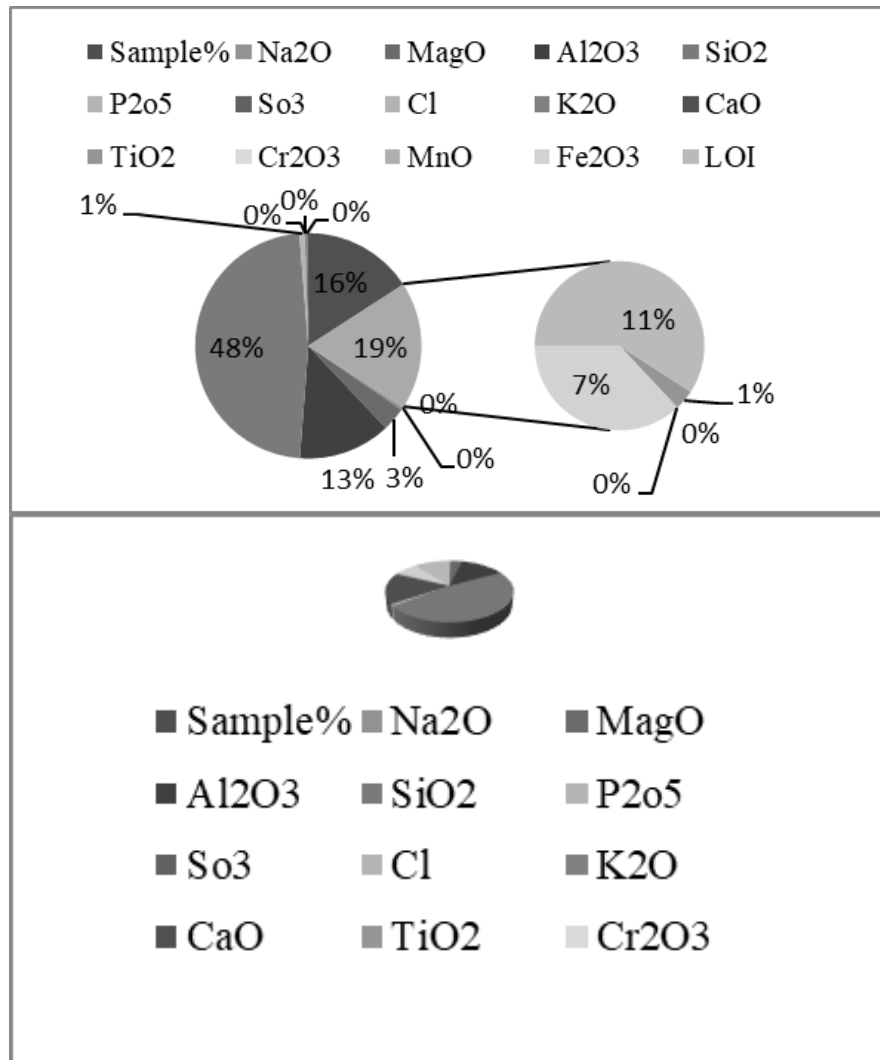 Sample% Na2O MagO Al2O3 SiO2
P2o5 So3 Cl K2O CaO
TiO2 Cr2O3 MnO Fe2O3 LOI
0%
1% 0% 0%
16%
48% 19% 11%
7%
1%
0%
0%
0%
13% 3% 0%
Sample% Na2O MagO
Al2O3 SiO2 P2o5
So3 Cl K2O
CaO TiO2 Cr2O3